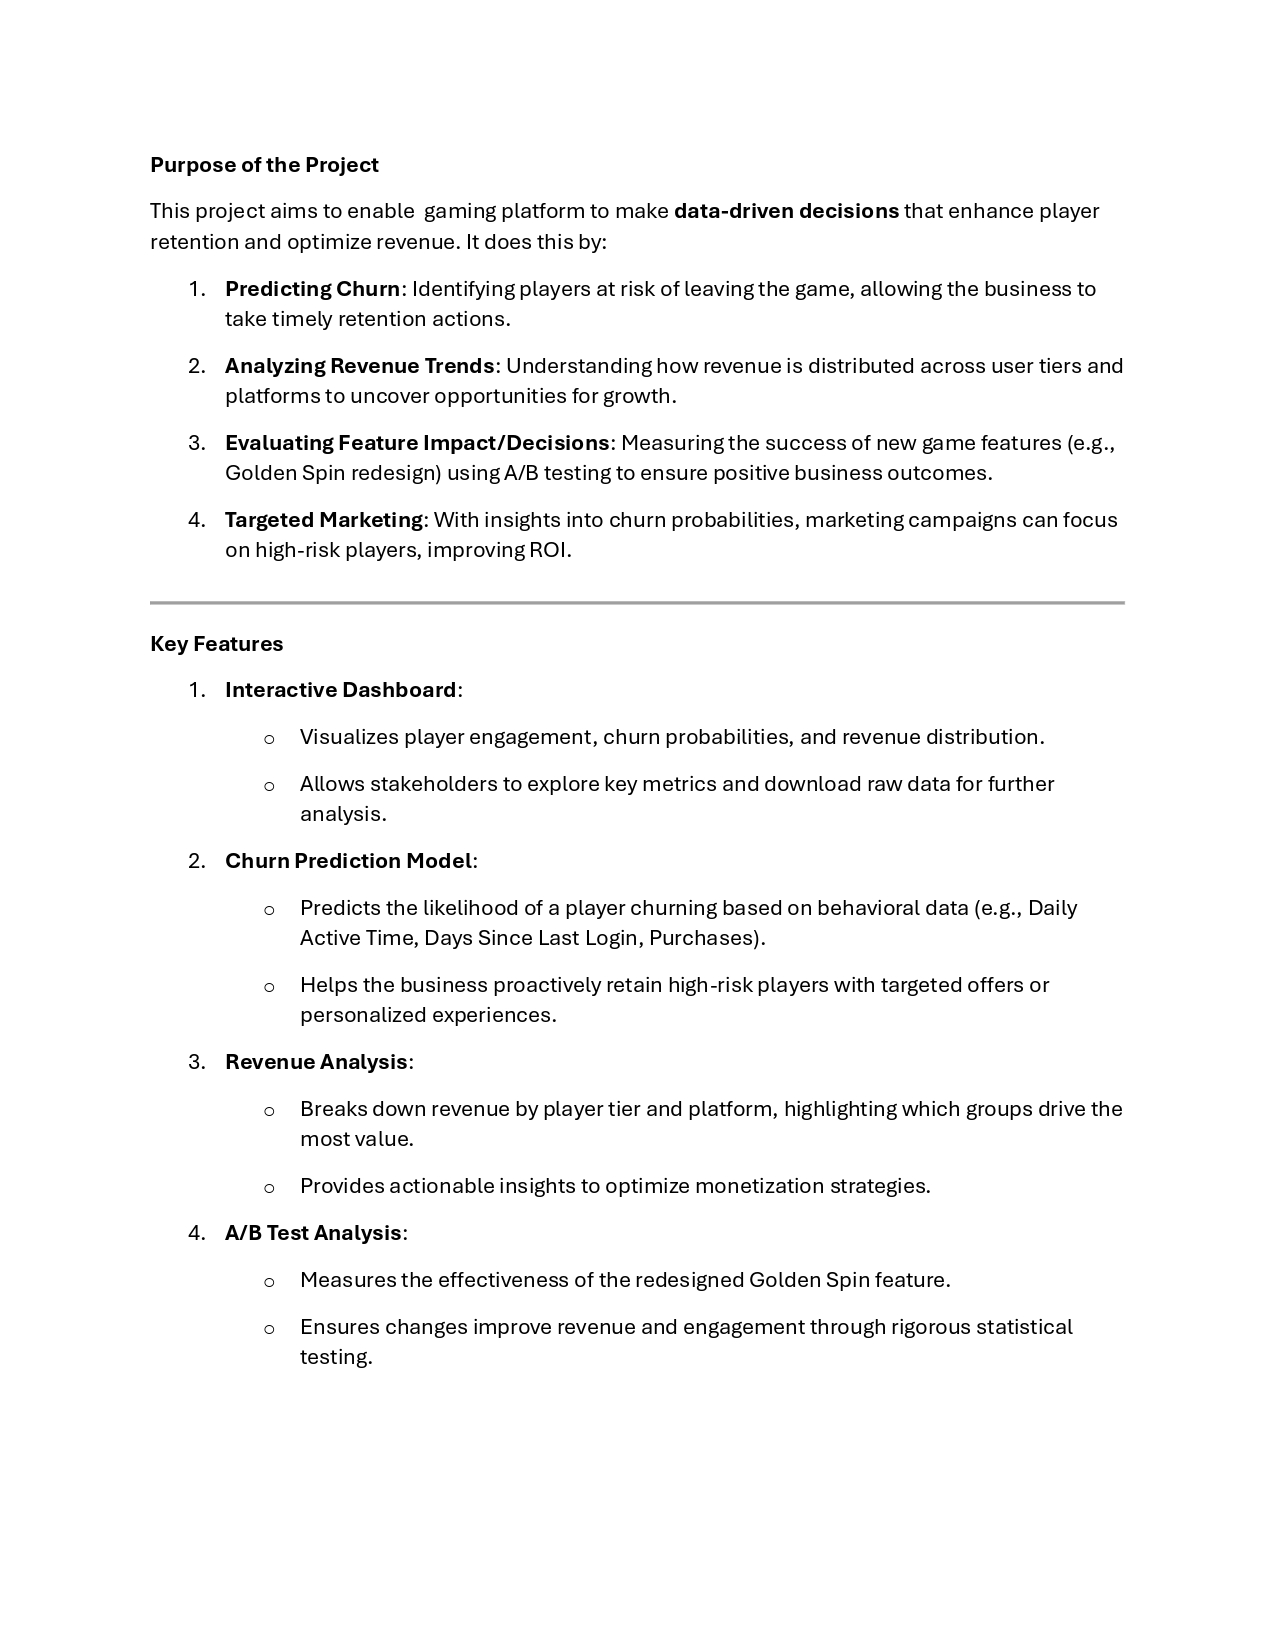 Purpose of the Project
This project aims to enable  gaming platform to make data-driven decisions that enhance player
retention and optimize revenue. It does this by:
1. Predicting Churn: Identifying players at risk of leaving the game, allowing the business to
take timely retention actions.
2. Analyzing Revenue Trends: Understanding how revenue is distributed across user tiers and
platforms to uncover opportunities for growth.
3. Evaluating Feature Impact/Decisions: Measuring the success of new game features (e.g.,
Golden Spin redesign) using A/B testing to ensure positive business outcomes.
4. Targeted Marketing: With insights into churn probabilities, marketing campaigns can focus
on high-risk players, improving ROI.
Key Features
1. Interactive Dashboard:
o Visualizes player engagement, churn probabilities, and revenue distribution.
o Allows stakeholders to explore key metrics and download raw data for further
analysis.
2. Churn Prediction Model:
o Predicts the likelihood of a player churning based on behavioral data (e.g., Daily
Active Time, Days Since Last Login, Purchases).
o Helps the business proactively retain high-risk players with targeted offers or
personalized experiences.
3. Revenue Analysis:
o Breaks down revenue by player tier and platform, highlighting which groups drive the
most value.
o Provides actionable insights to optimize monetization strategies.
4. A/B Test Analysis:
o Measures the effectiveness of the redesigned Golden Spin feature.
o Ensures changes improve revenue and engagement through rigorous statistical
testing.